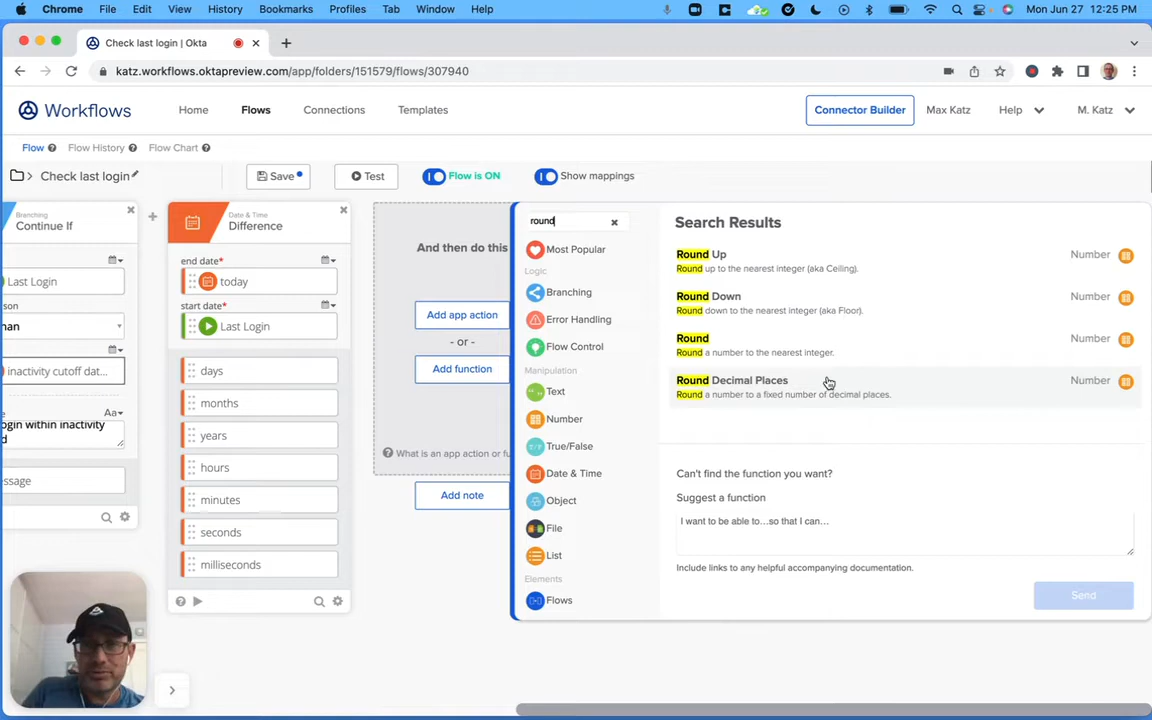 Chrome File Edit View History Bookmarks Profiles Tab Window Help Mon Jun 27 12:25 PM
Check last login | Okta
katz.workflows.oktapreview.com/app/folders/151579/flows/307940
Workflows Home Flows Connections Templates Connector Builder Max Katz Help M. Katz
Flow Flow History Flow Chart
Check last login Save Test Flow is ON Show mappings
Branching
Continue If
Last Login
inactivity cutoff dat...
Aa
login within inactivity
Date & Time
Difference
end date*
today
start date*
Last Login
days
months
years
hours
minutes
seconds
milliseconds
And then do this
Add app action
- or -
Add function
What is an app action or fu
Add note
round
Most Popular
Logic
Branching
Error Handling
Flow Control
Manipulation
Text
Number
True/False
Date & Time
Object
File
List
Elements
Flows
Search Results
Round Up Number
Round up to the nearest integer (aka Ceiling).
Round Down Number
Round down to the nearest integer (aka Floor).
Round Number
Round a number to the nearest integer.
Round Decimal Places Number
Round a number to a fixed number of decimal places.
Can't find the function you want?
Suggest a function
I want to be able to...so that I can...
Include links to any helpful accompanying documentation.
Send